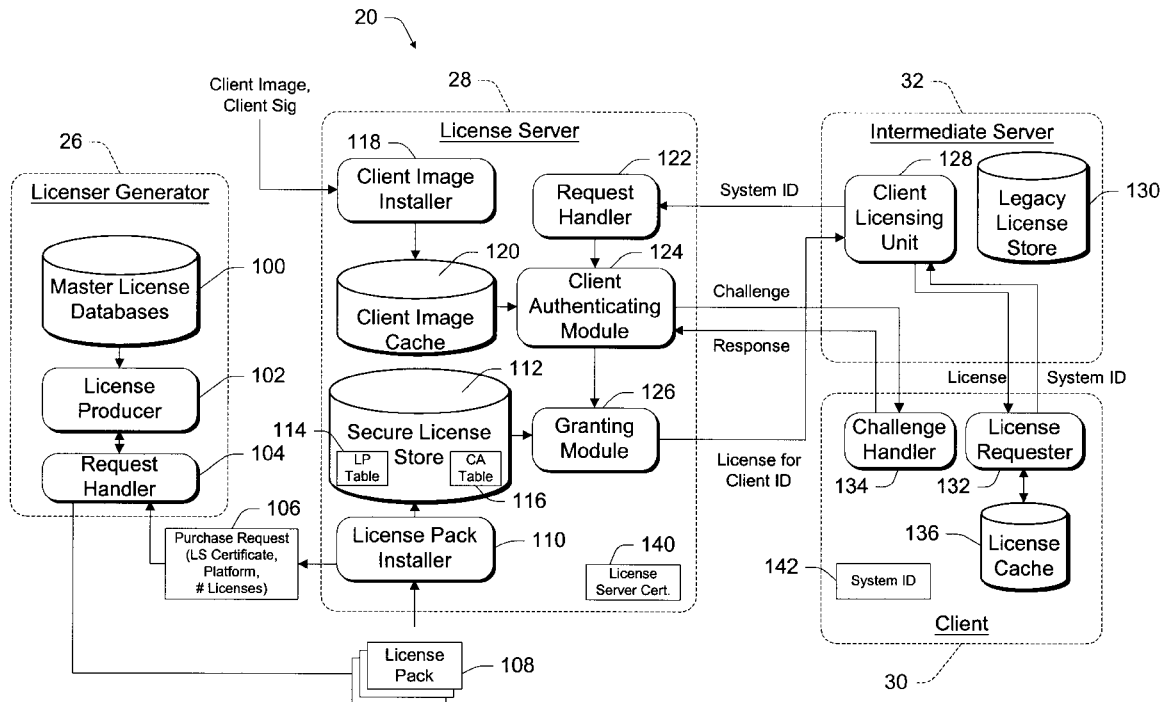 20
Client Image,
Client Sig
28
License Server
118
Client Image
Installer
122
Request
Handler
120
Client Image
Cache
124
Client
Authenticating
Module
112
Secure License
Store
114
LP
Table
CA
Table
116
126
Granting
Module
License Pack
Installer
110
140
License
Server Cert.
26
Licenser Generator
100
Master License
Databases
102
License
Producer
104
Request
Handler
106
Purchase Request
(LS Certificate,
Platform,
# Licenses)
License
Pack
108
System ID
Challenge
Response
License for
Client ID
32
Intermediate Server
128
Client
Licensing
Unit
Legacy
License
Store
130
License
System ID
Challenge
Handler
134
License
Requester
132
136
License
Cache
142
System ID
Client
30